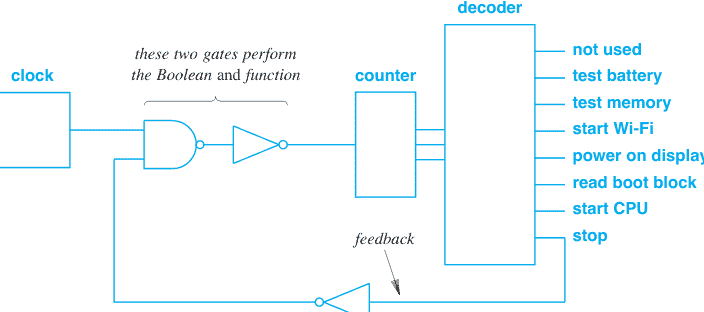 decoder
these two gates perform
the Boolean and function
clock
counter
not used
test battery
test memory
start Wi-Fi
power on display
read boot block
start CPU
stop
feedback